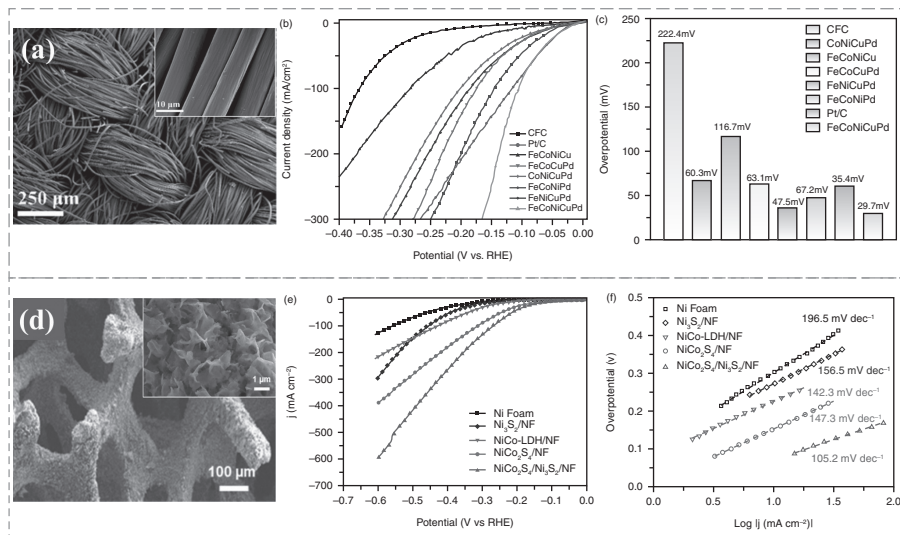 (a)
10 µm
250 µm
(b)
0
−50
−100
−150
−200
−250
−300
Current density (mA/cm²)
CFC
Pt/C
FeCoNiCu
FeCoCuPd
CoNiCuPd
FeCoNiPd
FeNiCuPd
FeCoNiCuPd
−0.40 −0.35 −0.30 −0.25 −0.20 −0.15 −0.10 −0.05 0.00
Potential (V vs. RHE)
(c)
250
200
150
100
50
0
Overpotential (mV)
222.4mV
60.3mV
116.7mV
63.1mV
47.5mV
67.2mV
35.4mV
29.7mV
CFC
CoNiCuPd
FeCoNiCu
FeCoCuPd
FeNiCuPd
FeCoNiPd
Pt/C
FeCoNiCuPd
(d)
1 µm
100 µm
(e)
0
−100
−200
−300
−400
−500
−600
−700
j (mA cm⁻²)
Ni Foam
Ni₃S₂/NF
NiCo-LDH/NF
NiCo₂S₄/NF
NiCo₂S₄/Ni₃S₂/NF
−0.7 −0.6 −0.5 −0.4 −0.3 −0.2 −0.1 0.0
Potential (V vs RHE)
(f)
0.5
0.4
0.3
0.2
0.1
0.0
Overpotential (v)
Ni Foam
Ni₃S₂/NF
NiCo-LDH/NF
NiCo₂S₄/NF
NiCo₂S₄/Ni₃S₂/NF
196.5 mV dec⁻¹
156.5 mV dec⁻¹
142.3 mV dec⁻¹
147.3 mV dec⁻¹
105.2 mV dec⁻¹
0.0 0.5 1.0 1.5 2.0
Log |j (mA cm⁻²)|